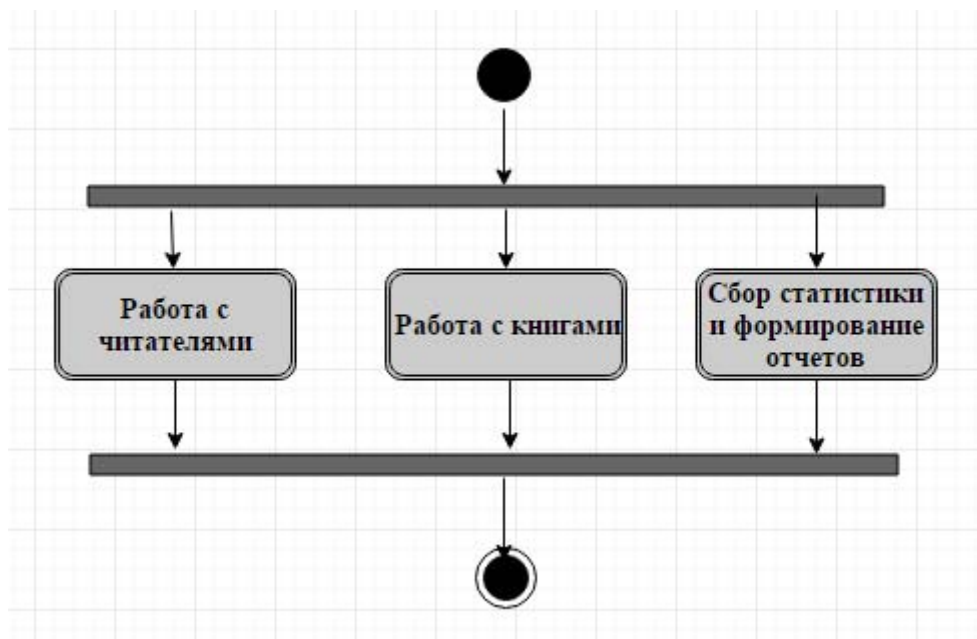 Работа с
читателями
Работа с книгами
Сбор статистики
и формирование
отчетов